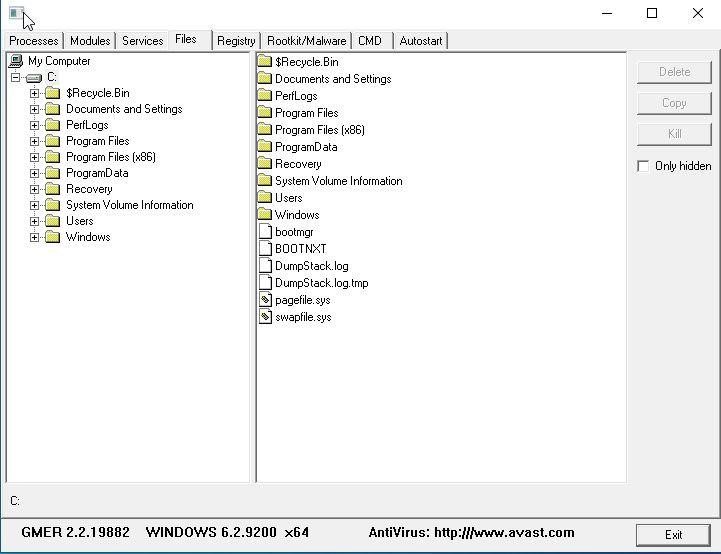 Processes Modules Services Files Registry Rootkit/Malware CMD Autostart
My Computer
C:
$Recycle.Bin
Documents and Settings
PerfLogs
Program Files
Program Files (x86)
ProgramData
Recovery
System Volume Information
Users
Windows
$Recycle.Bin
Documents and Settings
PerfLogs
Program Files
Program Files (x86)
ProgramData
Recovery
System Volume Information
Users
Windows
bootmgr
BOOTNXT
DumpStack.log
DumpStack.log.tmp
pagefile.sys
swapfile.sys
Delete
Copy
Kill
Only hidden
C:
GMER 2.2.19882 WINDOWS 6.2.9200 x64 AntiVirus: http:///www.avast.com Exit